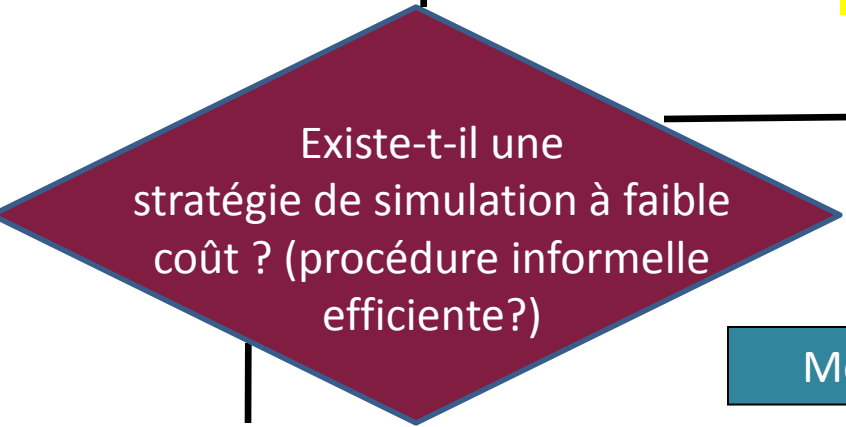 Existe-t-il une
stratégie de simulation à faible
coût ? (procédure informelle
efficiente?)